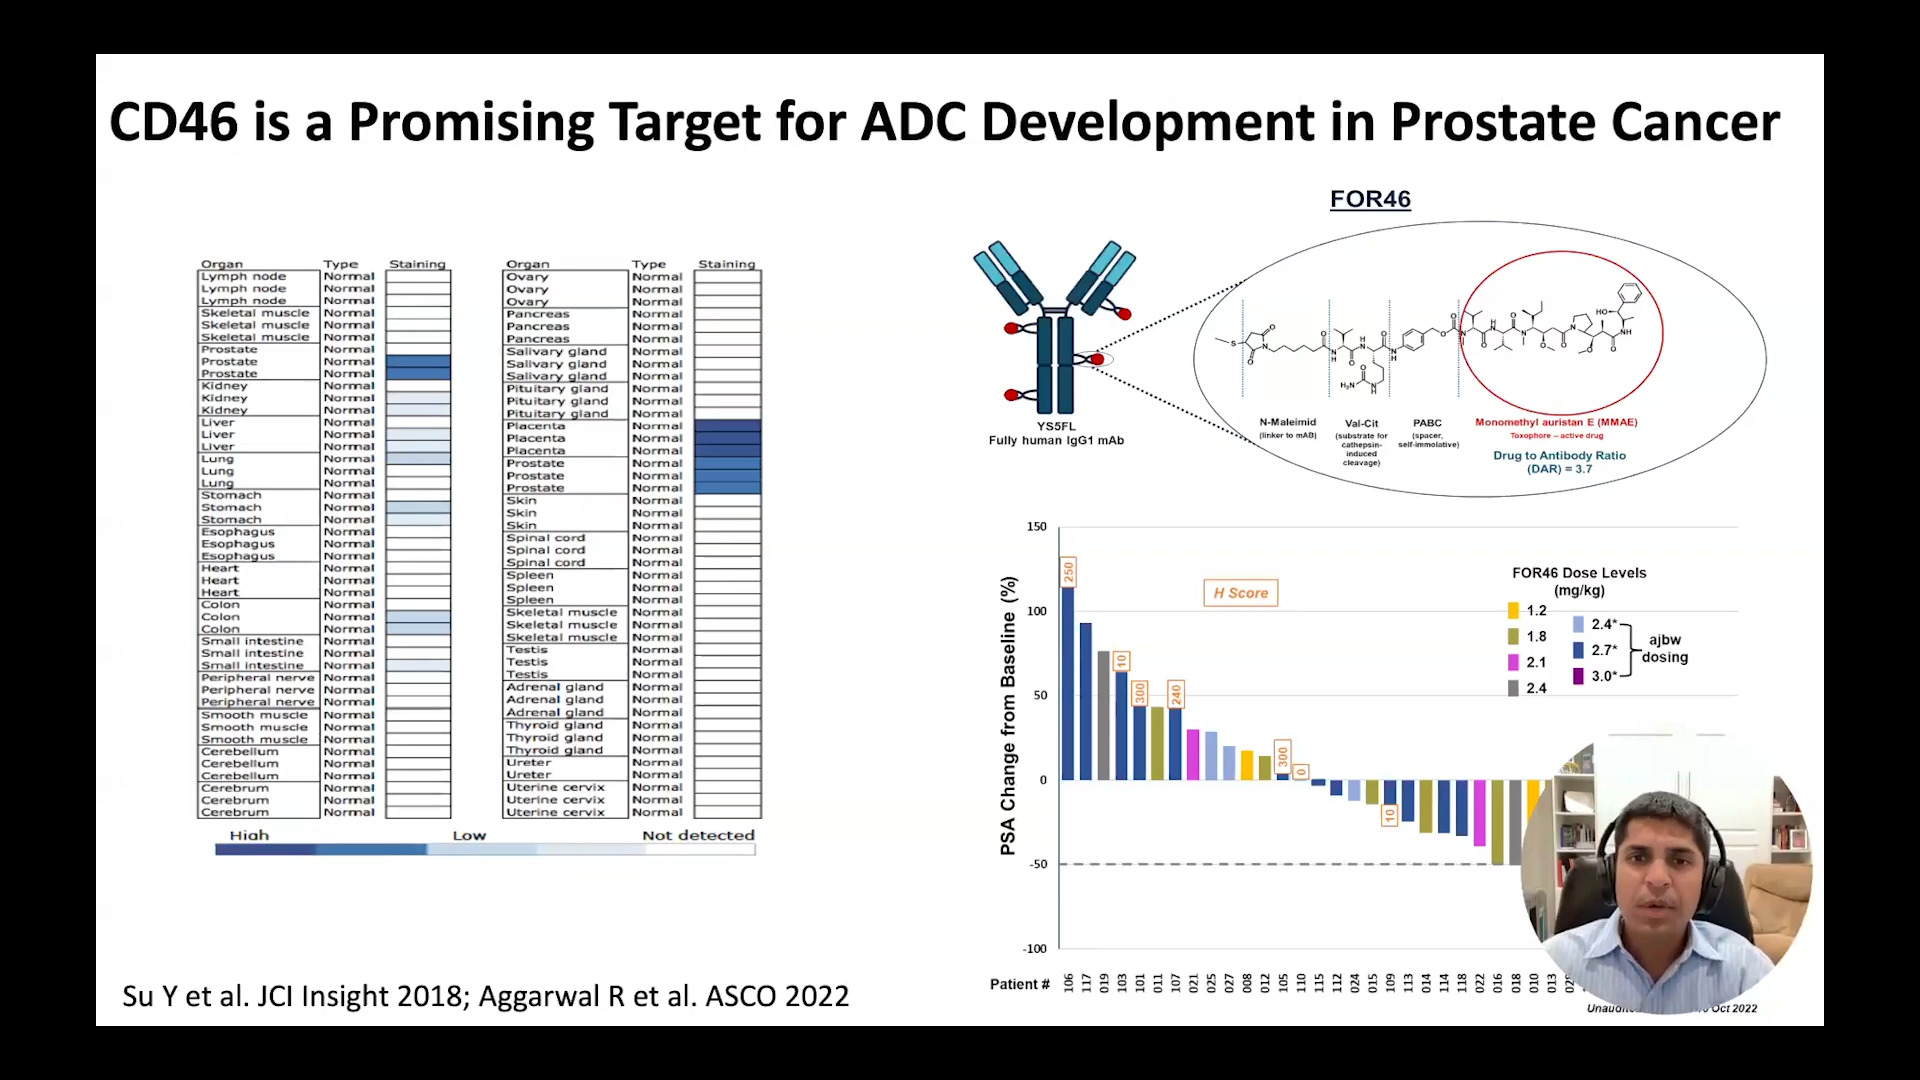 CD46 is a Promising Target for ADC Development in Prostate Cancer
Organ Type Staining
Lymph node Normal
Lymph node Normal
Lymph node Normal
Skeletal muscle Normal
Skeletal muscle Normal
Skeletal muscle Normal
Prostate Normal
Prostate Normal
Prostate Normal
Kidney Normal
Kidney Normal
Kidney Normal
Liver Normal
Liver Normal
Liver Normal
Lung Normal
Lung Normal
Lung Normal
Stomach Normal
Stomach Normal
Stomach Normal
Esophagus Normal
Esophagus Normal
Esophagus Normal
Heart Normal
Heart Normal
Heart Normal
Colon Normal
Colon Normal
Colon Normal
Small intestine Normal
Small intestine Normal
Small intestine Normal
Peripheral nerve Normal
Peripheral nerve Normal
Peripheral nerve Normal
Smooth muscle Normal
Smooth muscle Normal
Smooth muscle Normal
Cerebellum Normal
Cerebellum Normal
Cerebellum Normal
Cerebrum Normal
Cerebrum Normal
Cerebrum Normal
Organ Type Staining
Ovary Normal
Ovary Normal
Ovary Normal
Pancreas Normal
Pancreas Normal
Pancreas Normal
Salivary gland Normal
Salivary gland Normal
Salivary gland Normal
Pituitary gland Normal
Pituitary gland Normal
Pituitary gland Normal
Placenta Normal
Placenta Normal
Placenta Normal
Prostate Normal
Prostate Normal
Prostate Normal
Skin Normal
Skin Normal
Skin Normal
Spinal cord Normal
Spinal cord Normal
Spinal cord Normal
Spleen Normal
Spleen Normal
Spleen Normal
Skeletal muscle Normal
Skeletal muscle Normal
Skeletal muscle Normal
Testis Normal
Testis Normal
Testis Normal
Adrenal gland Normal
Adrenal gland Normal
Adrenal gland Normal
Thyroid gland Normal
Thyroid gland Normal
Thyroid gland Normal
Ureter Normal
Ureter Normal
Uterine cervix Normal
Uterine cervix Normal
Uterine cervix Normal
High Low Not detected
FOR46
YS5FL
Fully human IgG1 mAb
N-Maleimid
(linker to mAB)
Val-Cit
(substrate for
cathepsin-
induced
cleavage)
PABC
(spacer,
self-immolative)
Monomethyl auristan E (MMAE)
Toxophore – active drug
Drug to Antibody Ratio
(DAR) = 3.7
PSA Change from Baseline (%)
150
100
50
0
-50
-100
H Score
250
10
300
240
300
0
10
FOR46 Dose Levels
(mg/kg)
1.2
1.8
2.1
2.4
2.4*
2.7*
3.0*
ajbw
dosing
Patient # 106 117 019 103 101 011 107 021 025 027 008 012 105 110 115 112 024 015 109 113 014 114 118 022 016 018 010 013
Oct 2022
Su Y et al. JCI Insight 2018; Aggarwal R et al. ASCO 2022